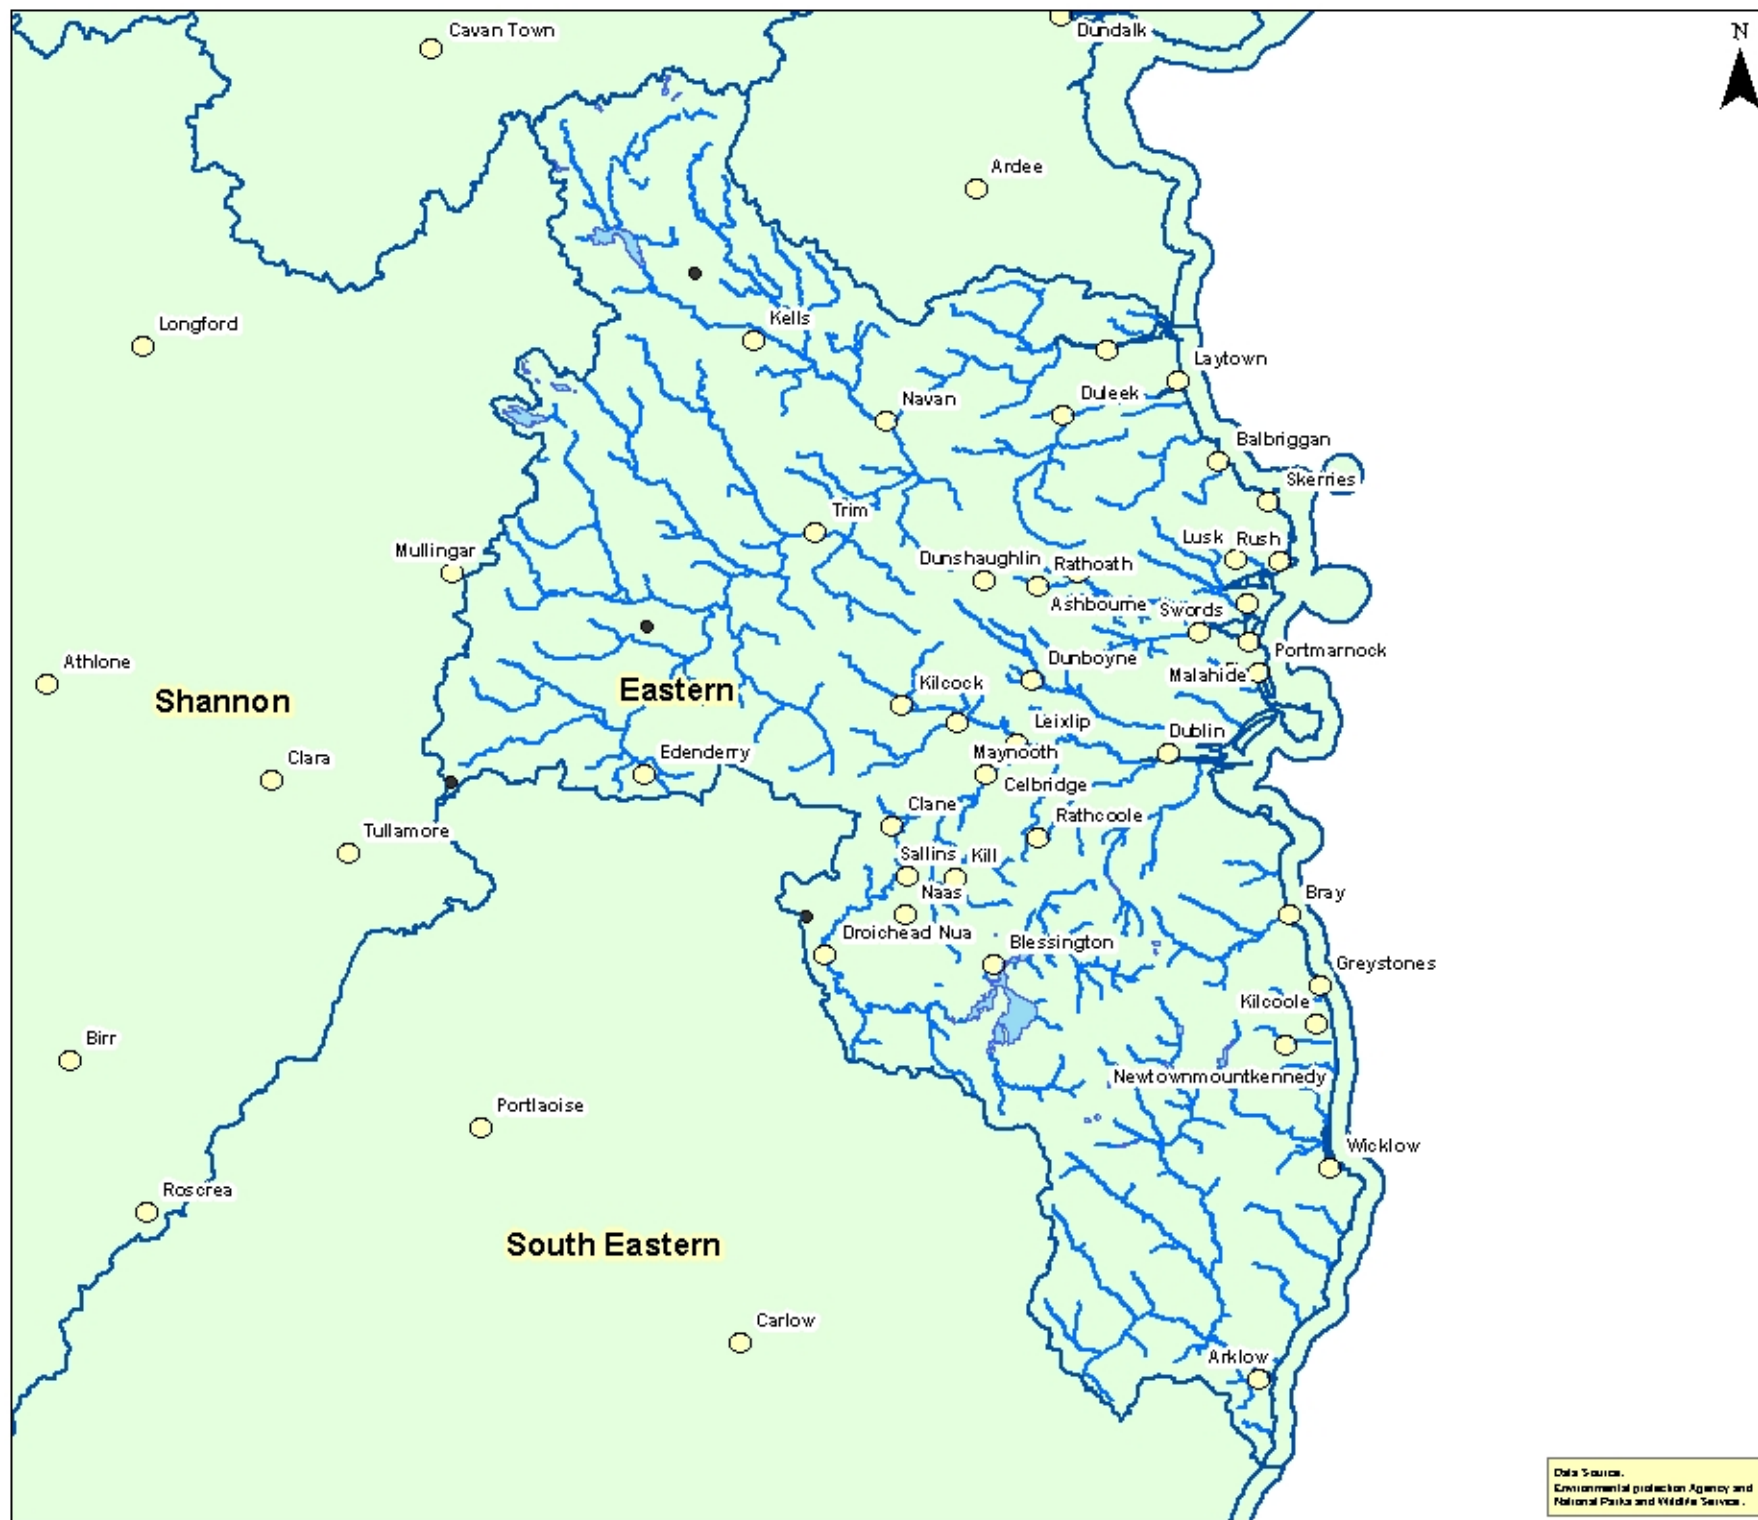 Cavan Town
Dundalk
N
Ardee
Longford
Kells
Laytown
Navan
Duleek
Balbriggan
Skerries
Trim
Mullingar
Lusk
Rush
Dunshaughlin
Rathoath
Ashbourne
Swords
Portmarnock
Athlone
Dunboyne
Malahide
Shannon
Eastern
Kilcock
Leixlip
Dublin
Clara
Edenderry
Maynooth
Celbridge
Clane
Rathcoole
Tullamore
Sallins
Kill
Naas
Bray
Droichead Nua
Blessington
Greystones
Kilcoole
Birr
Newtownmountkennedy
Portlaoise
Wicklow
Roscrea
South Eastern
Carlow
Arklow
Data Source.
Environmental protection Agency and
National Parks and Wildlife Service.